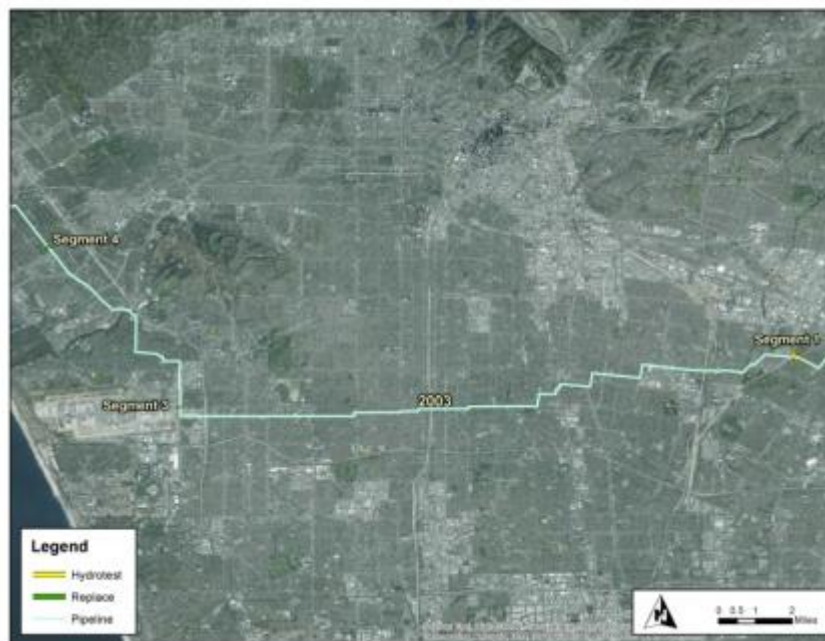 Segment 4
Segment 1
Segment 3
2003
Legend
Hydrotest
Replace
Pipeline
0 0.5 1 2
Miles